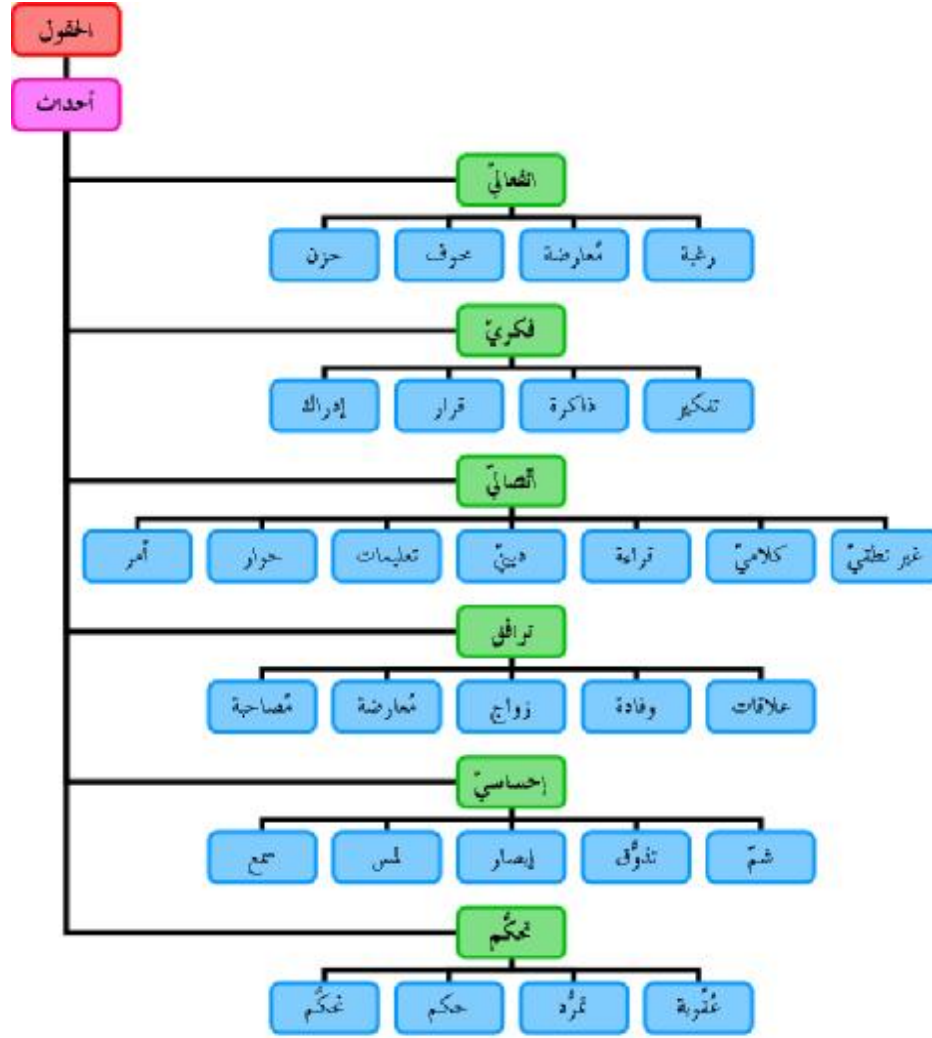 الحقول
أحداث
انفعاليّ
رغبة مُعارضة خوف حزن
فكريّ
تفكير ذاكرة قرار إدراك
اتّصاليّ
غير نطقيّ كلاميّ قراءة دينيّ تعليمات حوار أمر
ترافُق
علاقات وفادة زواج مُعارضة مُصاحبة
إحساسيّ
شمّ تذوُّق إبصار لمس سمع
تحكُّم
عُقوبة تمرُّد حكم تحكُّم